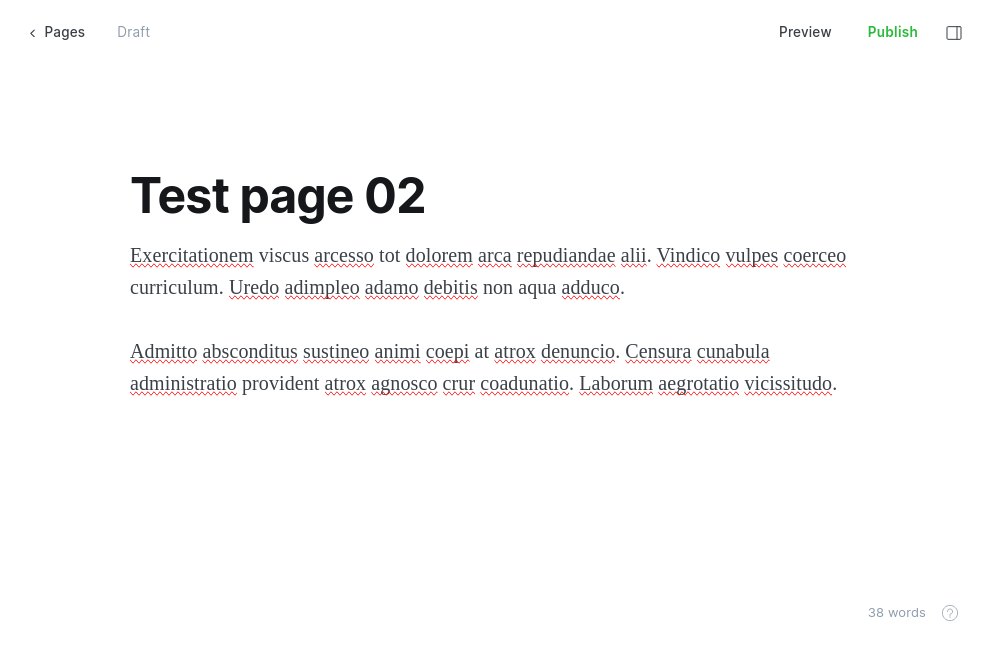 Pages
Draft
Preview
Publish
Test page 02
Exercitationem viscus arcesso tot dolorem arca repudiandae alii. Vindico vulpes coerceo
curriculum. Uredo adimpleo adamo debitis non aqua adduco.
Admitto absconditus sustineo animi coepi at atrox denuncio. Censura cunabula
administratio provident atrox agnosco crur coadunatio. Laborum aegrotatio vicissitudo.
38 words
?